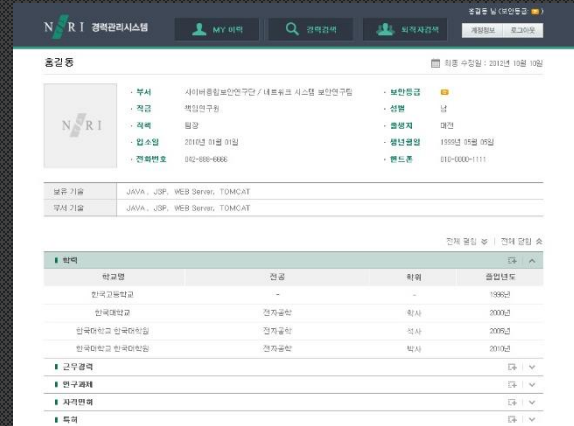 홍길동 님 (보안등급: )
NSRI 경력관리시스템 MY 이력 경력검색 퇴직자검색 계정정보 로그아웃
홍길동 최종 수정일 : 2012년 10월 10일
· 부서 사이버융합보안연구단 / 네트워크 시스템 보안연구팀 · 보안등급
· 직급 책임연구원 · 성별 남
· 직책 팀장 · 출생지 대전
· 입소일 2010년 01월 01일 · 생년월일 1999년 05월 05일
· 전화번호 042-666-6666 · 핸드폰 010-0000-1111
NSRI
보유 기술 JAVA, JSP, WEB Server, TOMCAT
부서 기술 JAVA, JSP, WEB Server, TOMCAT
전체 펼침 | 전체 닫힘
학력
학교명 전공 학위 졸업년도
한국고등학교 - - 1996년
한국대학교 전자공학 학사 2000년
한국대학교 한국대학원 전자공학 석사 2005년
한국대학교 한국대학원 전자공학 박사 2010년
근무경력
연구과제
자격면허
특허